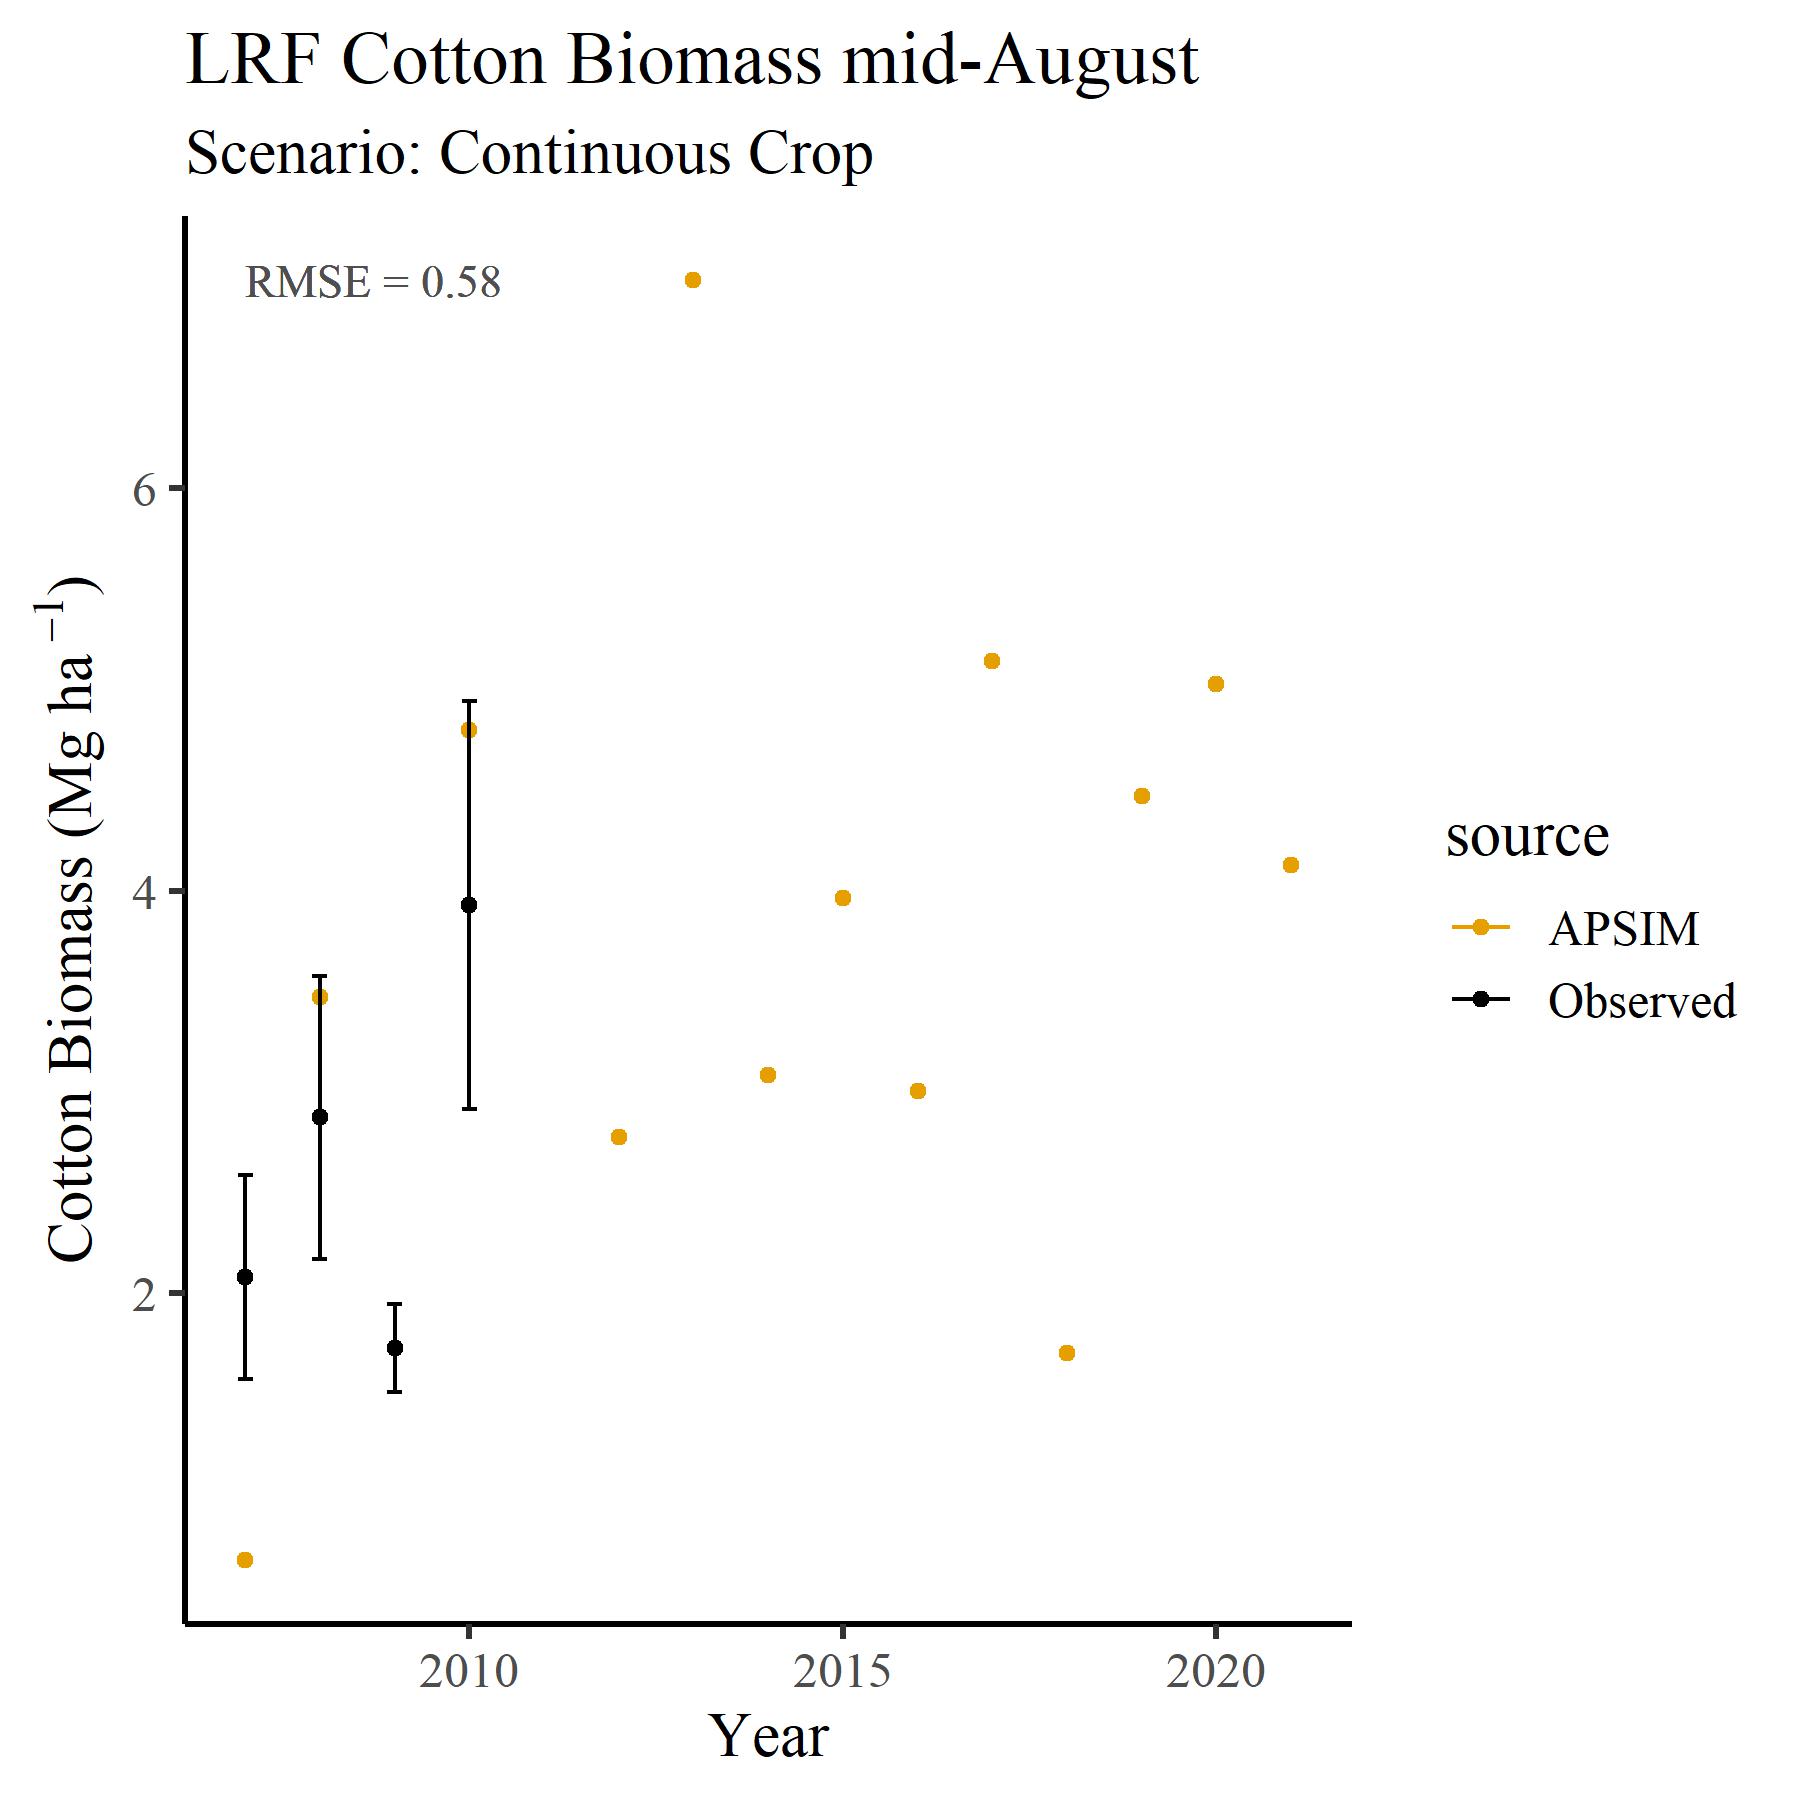 LRF Cotton Biomass mid-August
Scenario: Continuous Crop
RMSE = 0.58
Cotton Biomass (Mg ha⁻¹)
6
4
2
2010
2015
2020
Year
source
APSIM
Observed